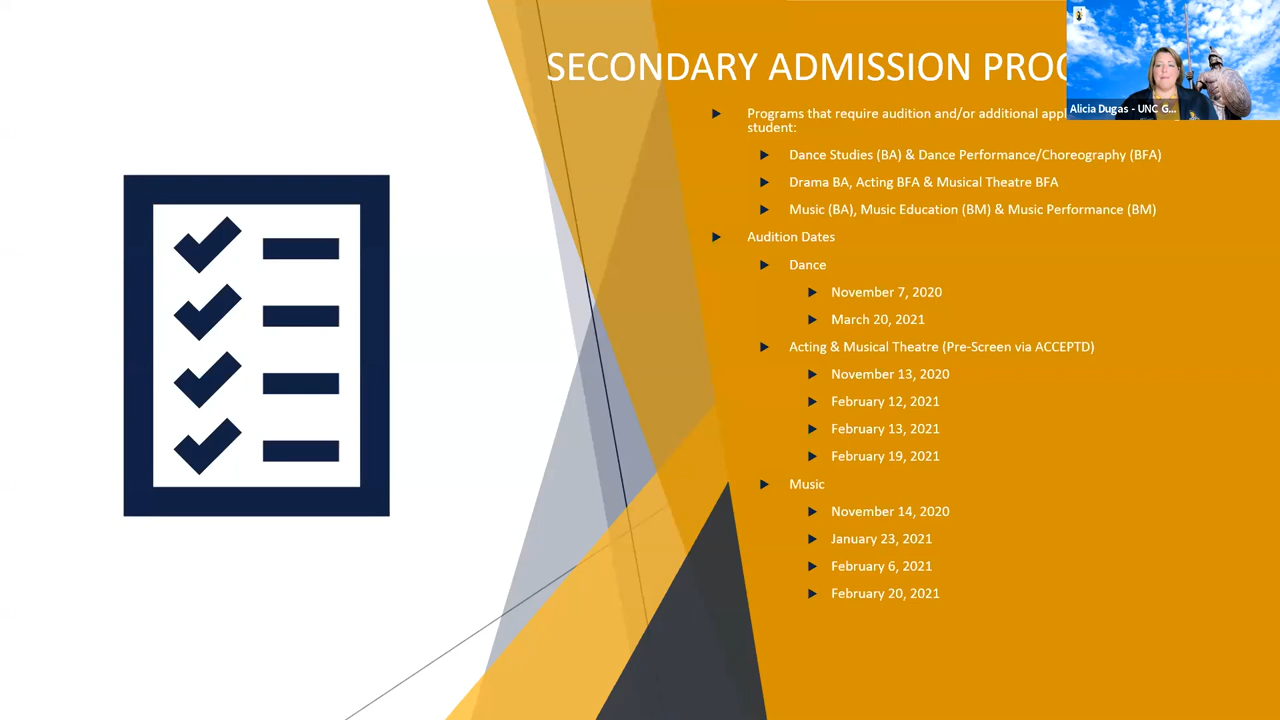 SECONDARY ADMISSION
Alicia Dugas - UNC G...
Programs that require audition and/or additional
student:
Dance Studies (BA) & Dance Performance/Choreography (BFA)
Drama BA, Acting BFA & Musical Theatre BFA
Music (BA), Music Education (BM) & Music Performance (BM)
Audition Dates
Dance
November 7, 2020
March 20, 2021
Acting & Musical Theatre (Pre-Screen via ACCEPTD)
November 13, 2020
February 12, 2021
February 13, 2021
February 19, 2021
Music
November 14, 2020
January 23, 2021
February 6, 2021
February 20, 2021